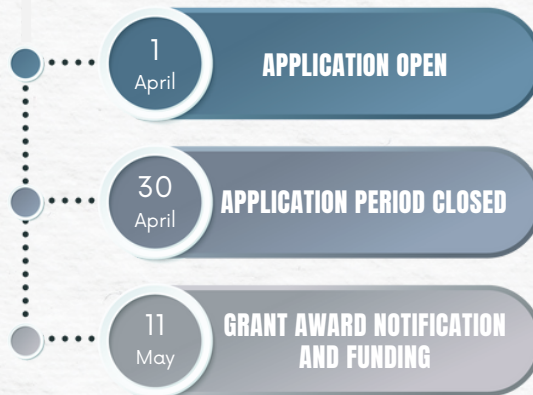 1
April
APPLICATION OPEN
30
April
APPLICATION PERIOD CLOSED
11
May
GRANT AWARD NOTIFICATION
AND FUNDING